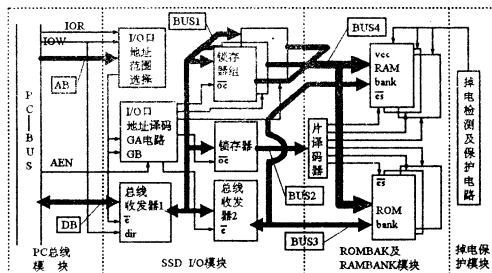 IOR
IOW
AB
PC—BUS
AEN
DB
I/O口
地址
范围
选择
I/O口
地址译码
GA电路
GB
总线
收发器1
e
dir
BUS1
锁存
器组
oc
锁存器
oc
总线
收发器2
e
BUS2
BUS3
BUS4
片译码器
vcc
RAM
bank
cs
cs
ROM
bank
掉电检测及保护电路
PC总线
模 块
SSD I/O模块
ROMBAK及
RAMBANK模块
掉电保
护模块